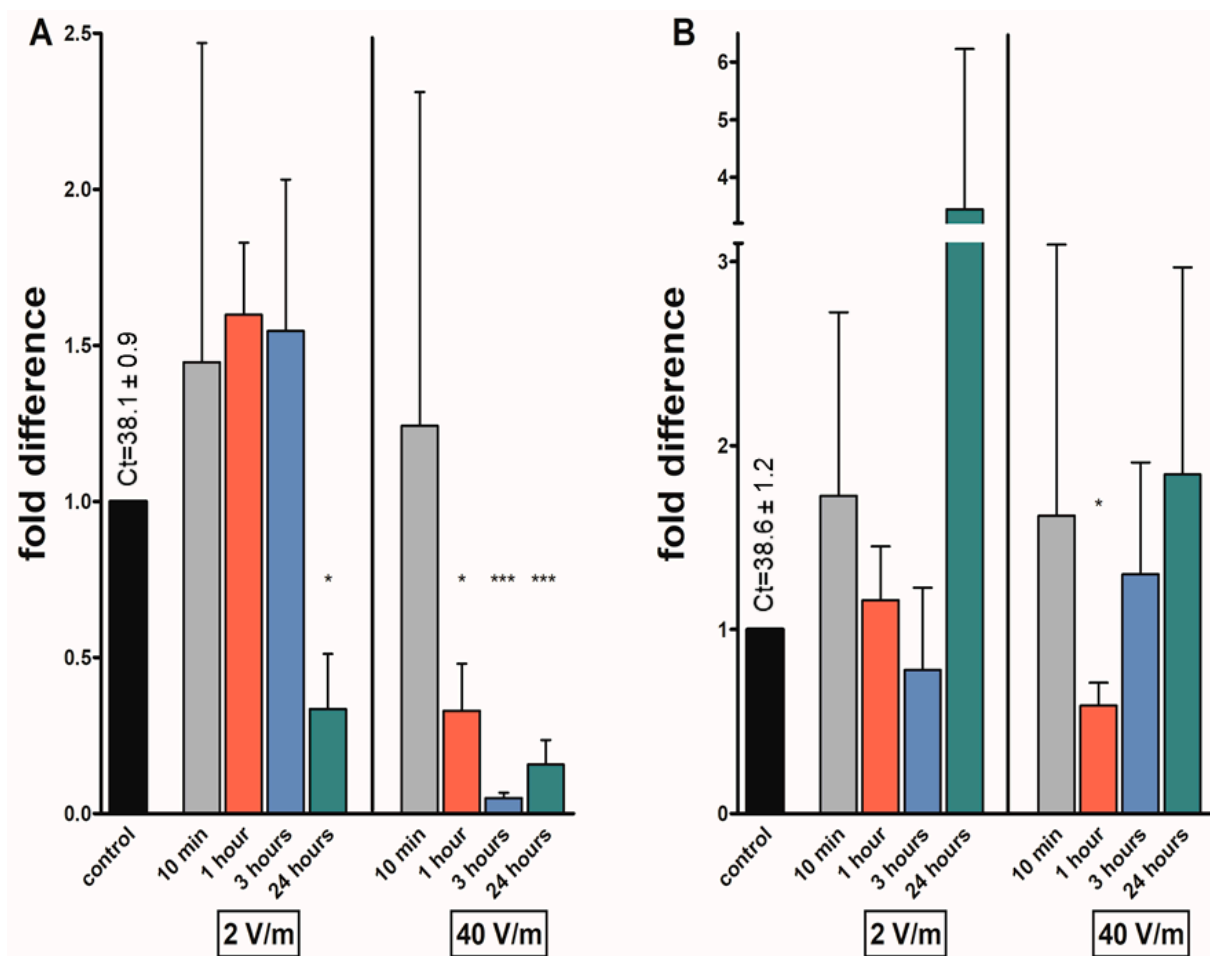 A
fold difference
2.5
2.0
1.5
1.0
0.5
0.0
Ct=38.1 ± 0.9
*
*
***
***
control
10 min
1 hour
3 hours
24 hours
10 min
1 hour
3 hours
24 hours
2 V/m
40 V/m
B
fold difference
6
5
4
3
2
1
0
Ct=38.6 ± 1.2
*
control
10 min
1 hour
3 hours
24 hours
10 min
1 hour
3 hours
24 hours
2 V/m
40 V/m